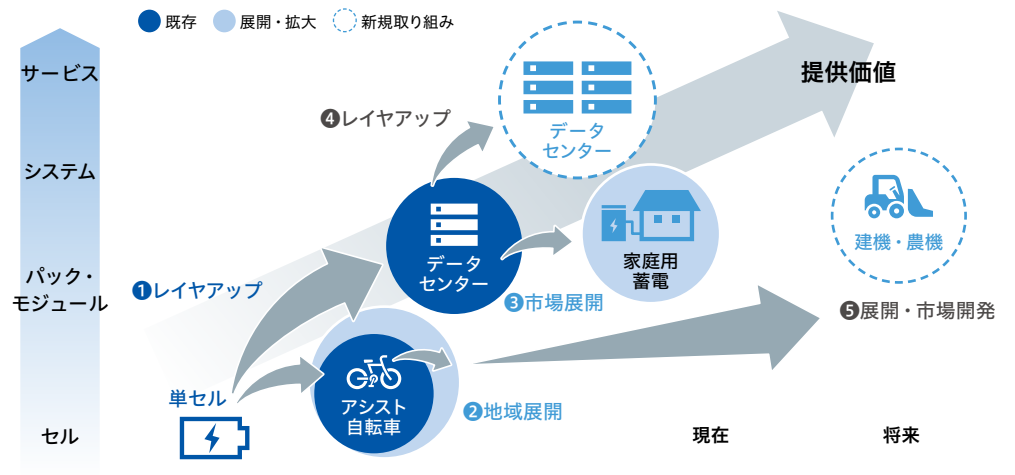 既存
展開・拡大
新規取り組み
サービス
提供価値
❹レイヤアップ
データ
センター
システム
建機・農機
データ
センター
家庭用
蓄電
パック・
モジュール
❶レイヤアップ
❸市場展開
❺展開・市場開発
単セル
アシスト
自転車
❷地域展開
セル
現在
将来